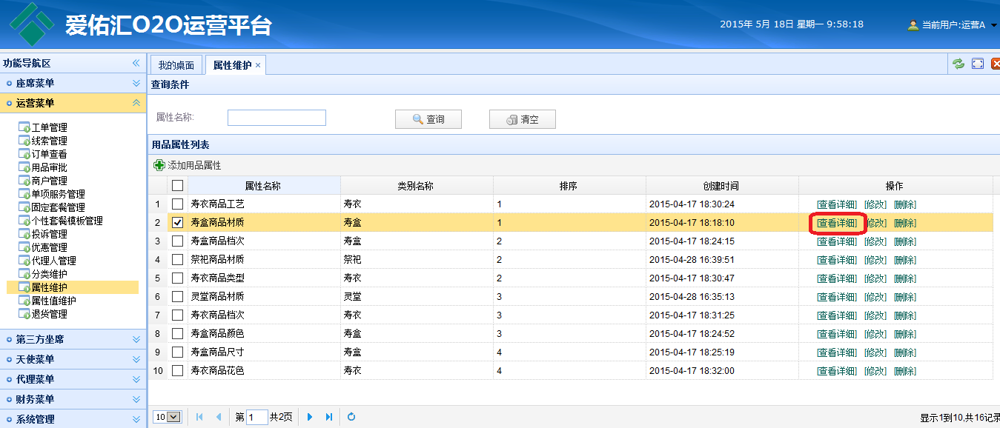 爱佑汇O2O运营平台
2015年 5月 18日 星期一 9:58:18
当前用户:运营A
功能导航区
座席菜单
运营菜单
工单管理
线索管理
订单查看
用品审批
商户管理
单项服务管理
固定套餐管理
个性套餐模板管理
投诉管理
优惠管理
代理人管理
分类维护
属性维护
属性值维护
退货管理
第三方坐席
天使菜单
代理菜单
财务菜单
系统管理
我的桌面 属性维护
查询条件
属性名称: 查询 清空
用品属性列表
添加用品属性
属性名称 类别名称 排序 创建时间 操作
1 寿衣商品工艺 寿衣 1 2015-04-17 18:30:24 [查看详细] [修改] [删除]
2 寿盒商品材质 寿盒 1 2015-04-17 18:18:10 [查看详细] [修改] [删除]
3 寿盒商品档次 寿盒 2 2015-04-17 18:24:15 [查看详细] [修改] [删除]
4 祭祀商品材质 祭祀 2 2015-04-28 16:39:51 [查看详细] [修改] [删除]
5 寿衣商品类型 寿衣 2 2015-04-17 18:30:47 [查看详细] [修改] [删除]
6 灵堂商品材质 灵堂 3 2015-04-28 16:35:13 [查看详细] [修改] [删除]
7 寿衣商品档次 寿衣 3 2015-04-17 18:31:25 [查看详细] [修改] [删除]
8 寿盒商品颜色 寿盒 3 2015-04-17 18:24:52 [查看详细] [修改] [删除]
9 寿盒商品尺寸 寿盒 4 2015-04-17 18:25:19 [查看详细] [修改] [删除]
10 寿衣商品花色 寿衣 4 2015-04-17 18:32:00 [查看详细] [修改] [删除]
10 第 1 共2页
显示1到10,共16记录